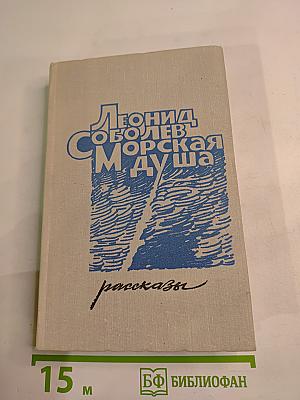 Леонид
Соболев
Морская
душа
рассказы
15 м
БФ БИБЛИОФАН